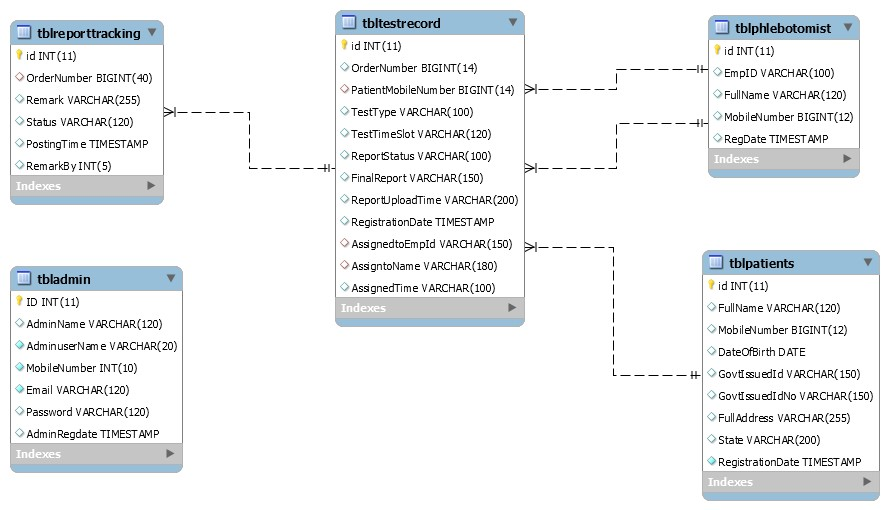 tblreporttracking
id INT(11)
OrderNumber BIGINT(40)
Remark VARCHAR(255)
Status VARCHAR(120)
PostingTime TIMESTAMP
RemarkBy INT(5)
Indexes
tbltestrecord
id INT(11)
OrderNumber BIGINT(14)
PatientMobileNumber BIGINT(14)
TestType VARCHAR(100)
TestTimeSlot VARCHAR(120)
ReportStatus VARCHAR(100)
FinalReport VARCHAR(150)
ReportUploadTime VARCHAR(200)
RegistrationDate TIMESTAMP
AssignedtoEmpId VARCHAR(150)
AssigntoName VARCHAR(180)
AssignedTime VARCHAR(100)
Indexes
tblphlebotomist
id INT(11)
EmpID VARCHAR(100)
FullName VARCHAR(120)
MobileNumber BIGINT(12)
RegDate TIMESTAMP
Indexes
tbladmin
ID INT(11)
AdminName VARCHAR(120)
AdminuserName VARCHAR(20)
MobileNumber INT(10)
Email VARCHAR(120)
Password VARCHAR(120)
AdminRegdate TIMESTAMP
Indexes
tblpatients
id INT(11)
FullName VARCHAR(120)
MobileNumber BIGINT(12)
DateOfBirth DATE
GovtIssuedId VARCHAR(150)
GovtIssuedIdNo VARCHAR(150)
FullAddress VARCHAR(255)
State VARCHAR(200)
RegistrationDate TIMESTAMP
Indexes